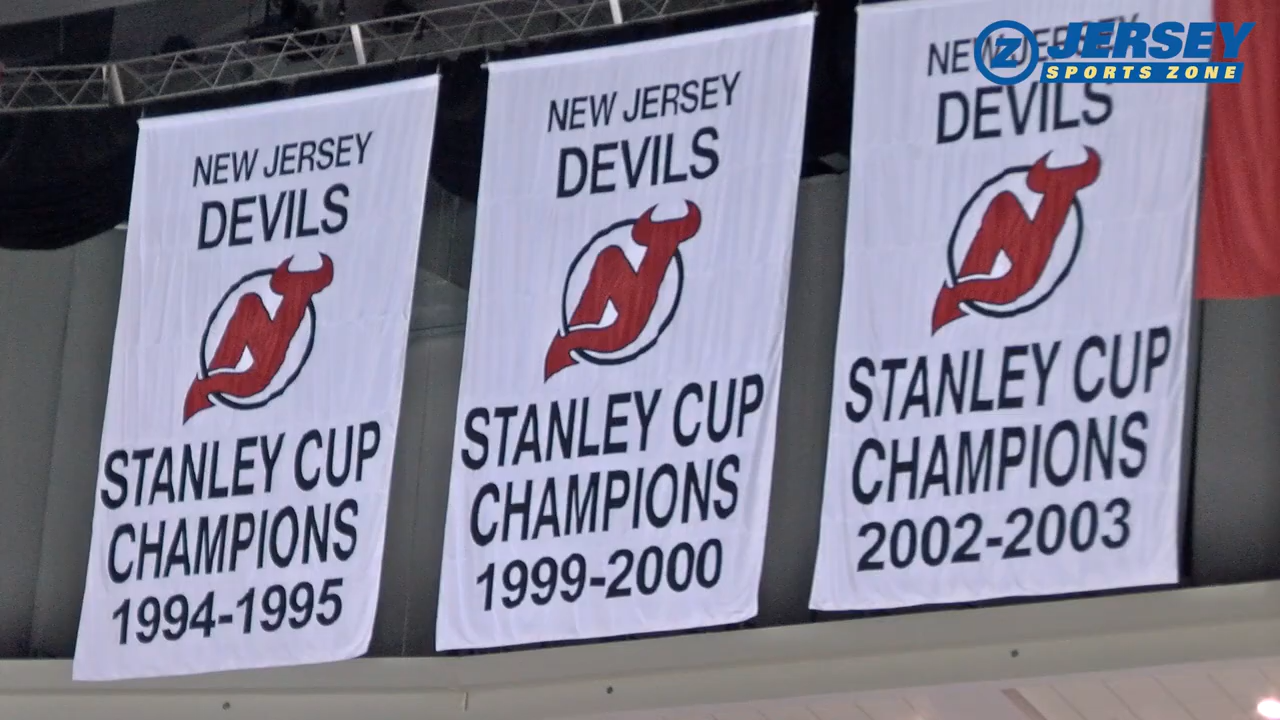 NEW JERSEY
DEVILS
STANLEY CUP
CHAMPIONS
1994-1995
NEW JERSEY
DEVILS
STANLEY CUP
CHAMPIONS
1999-2000
NEW JERSEY
DEVILS
STANLEY CUP
CHAMPIONS
2002-2003
Z JERSEY
SPORTS ZONE